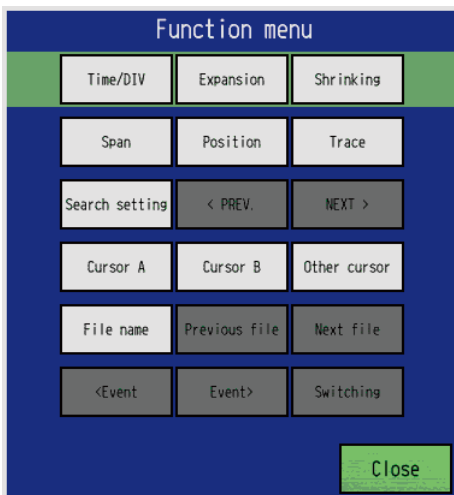 Function menu
Time/DIV Expansion Shrinking
Span Position Trace
Search setting < PREV. NEXT >
Cursor A Cursor B Other cursor
File name Previous file Next file
<Event Event> Switching
Close